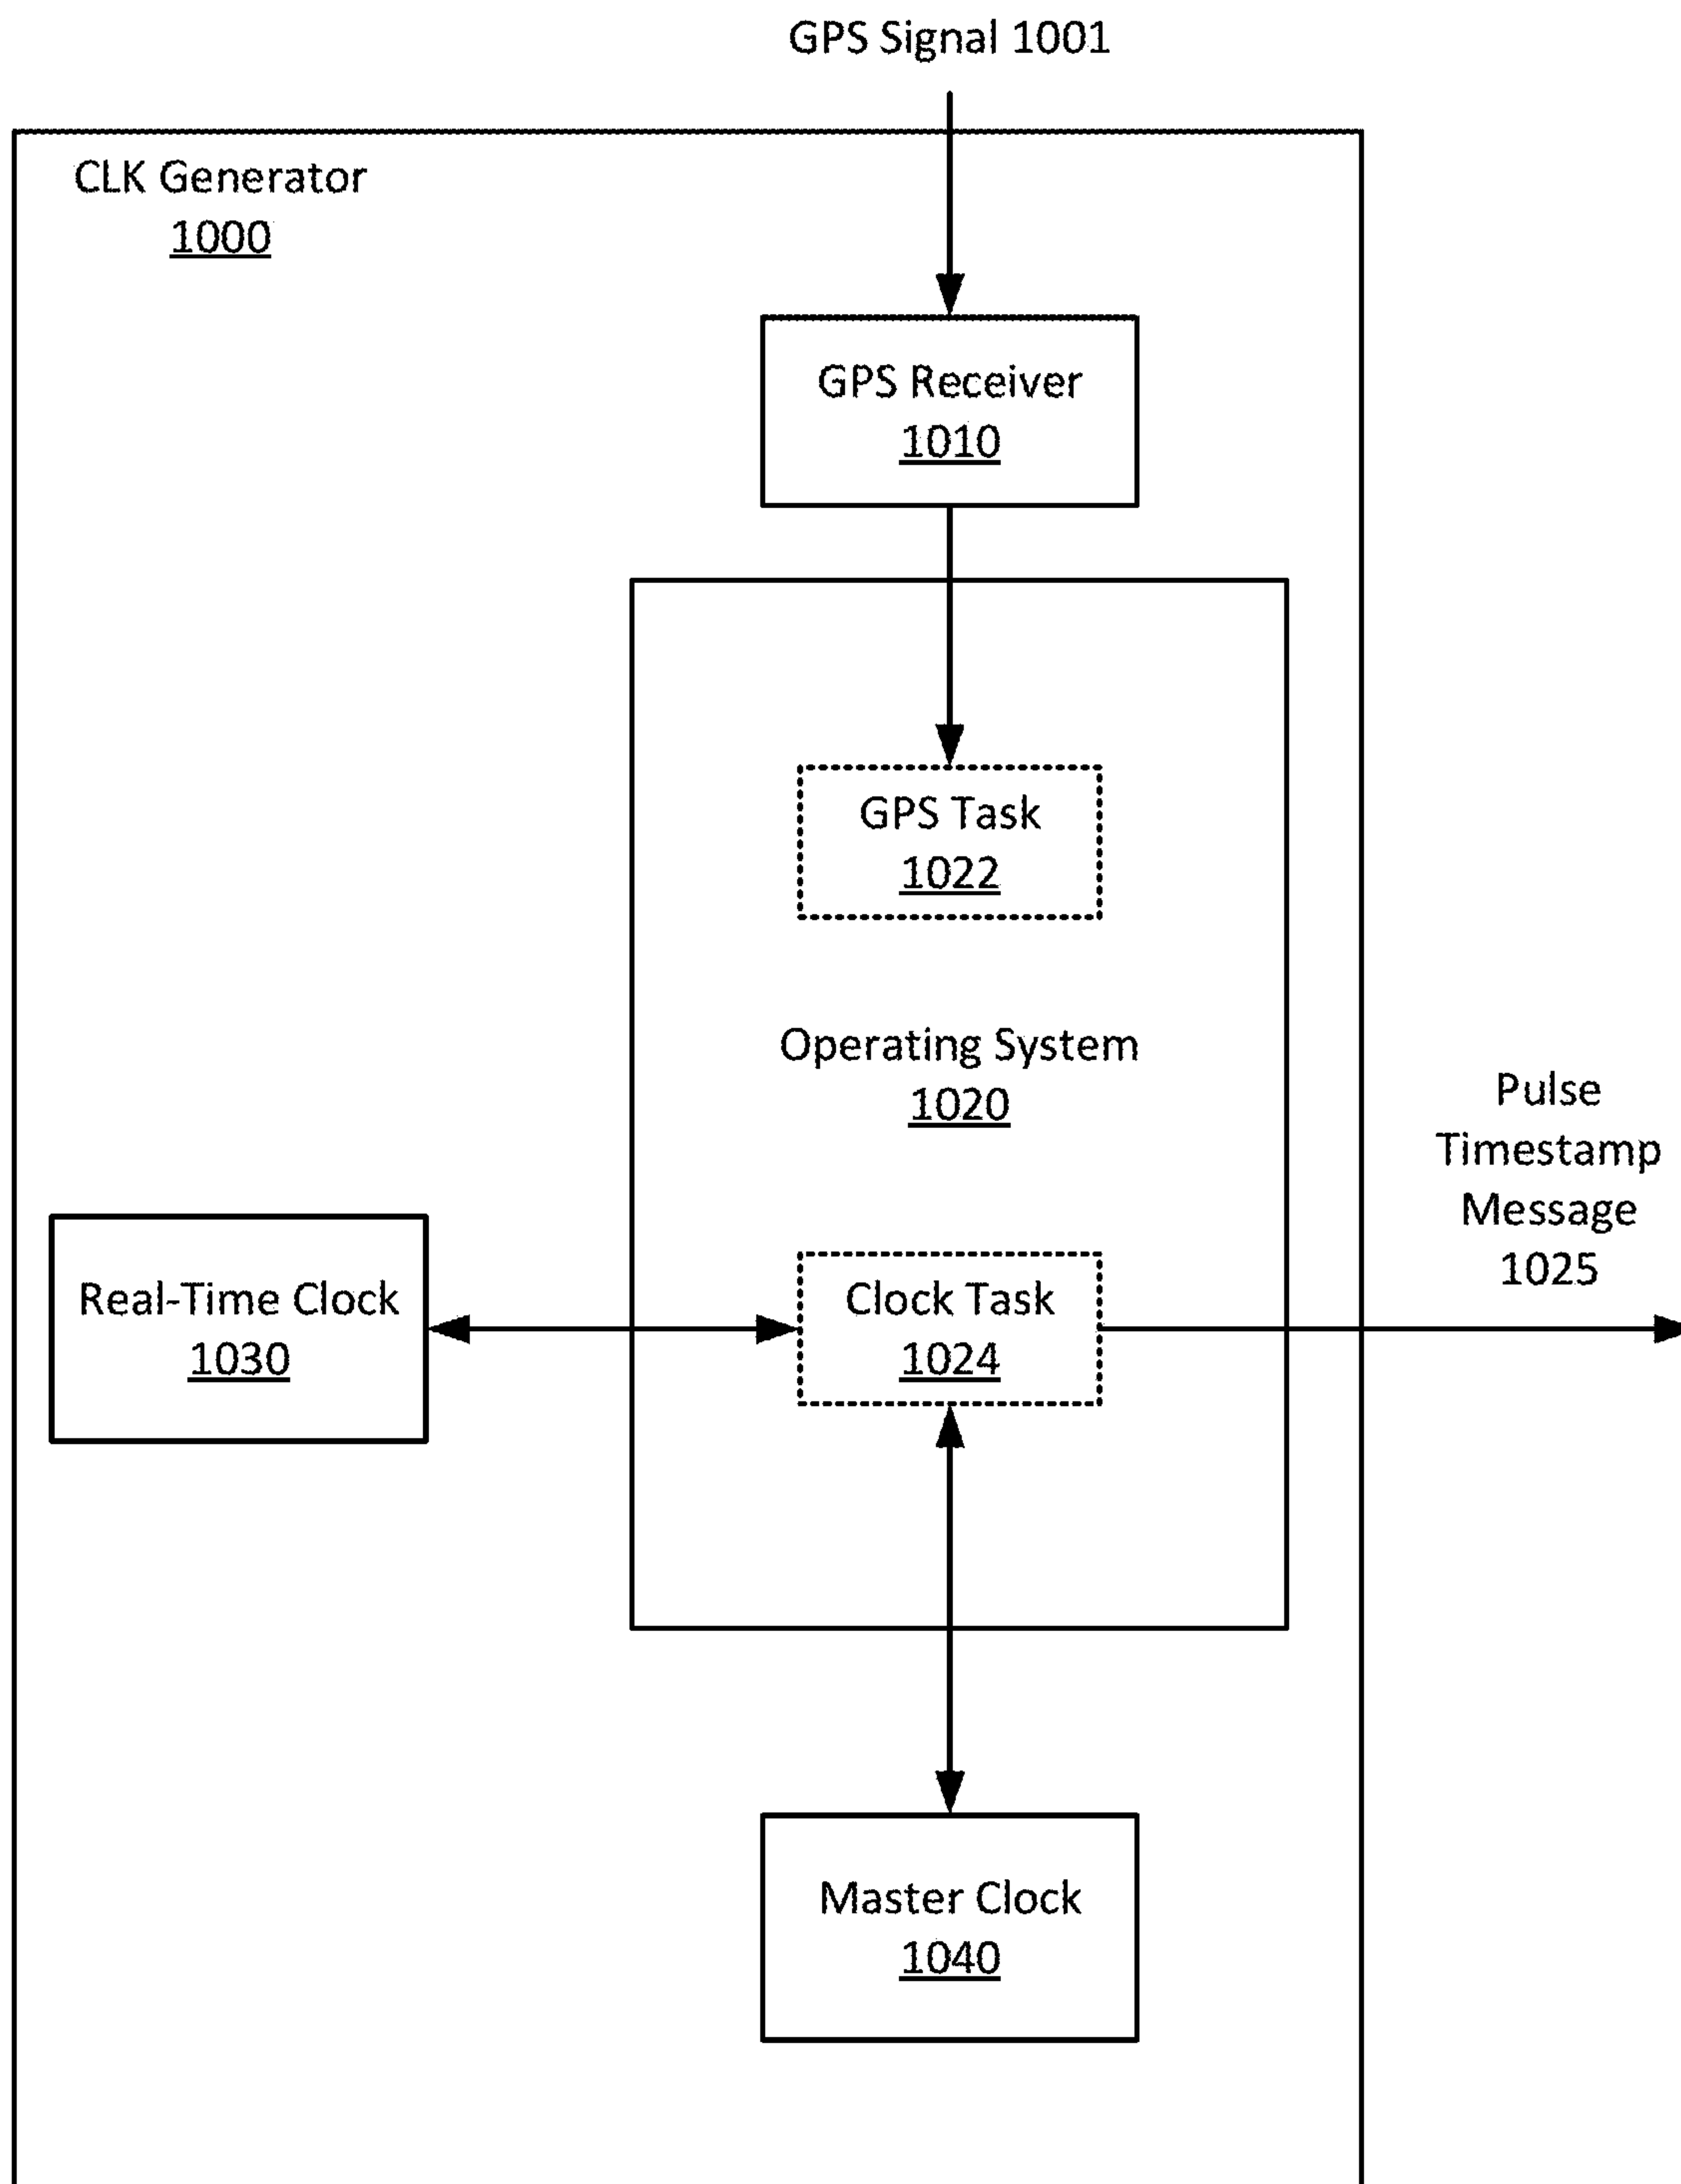 GPS Signal 1001
CLK Generator
1000
GPS Receiver
1010
GPS Task
1022
Operating System
1020
Pulse
Timestamp
Message
1025
Real-Time Clock
1030
Clock Task
1024
Master Clock
1040